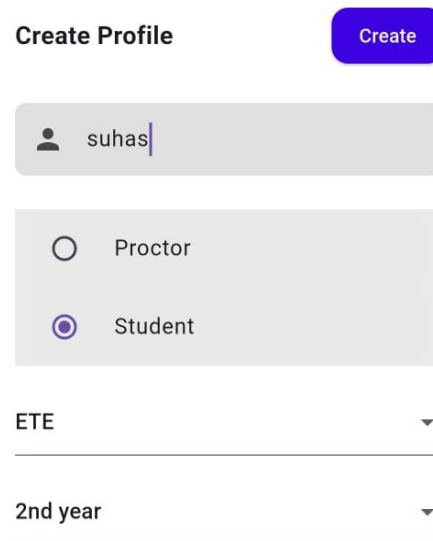 Create Profile Create
suhas
Proctor
Student
ETE
2nd year